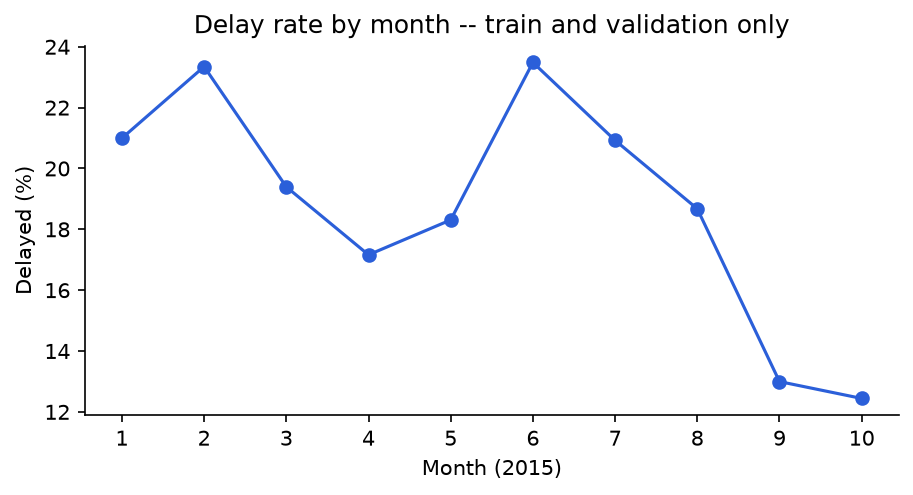 Delay rate by month -- train and validation only
Delayed (%)
24
22
20
18
16
14
12
1 2 3 4 5 6 7 8 9 10
Month (2015)